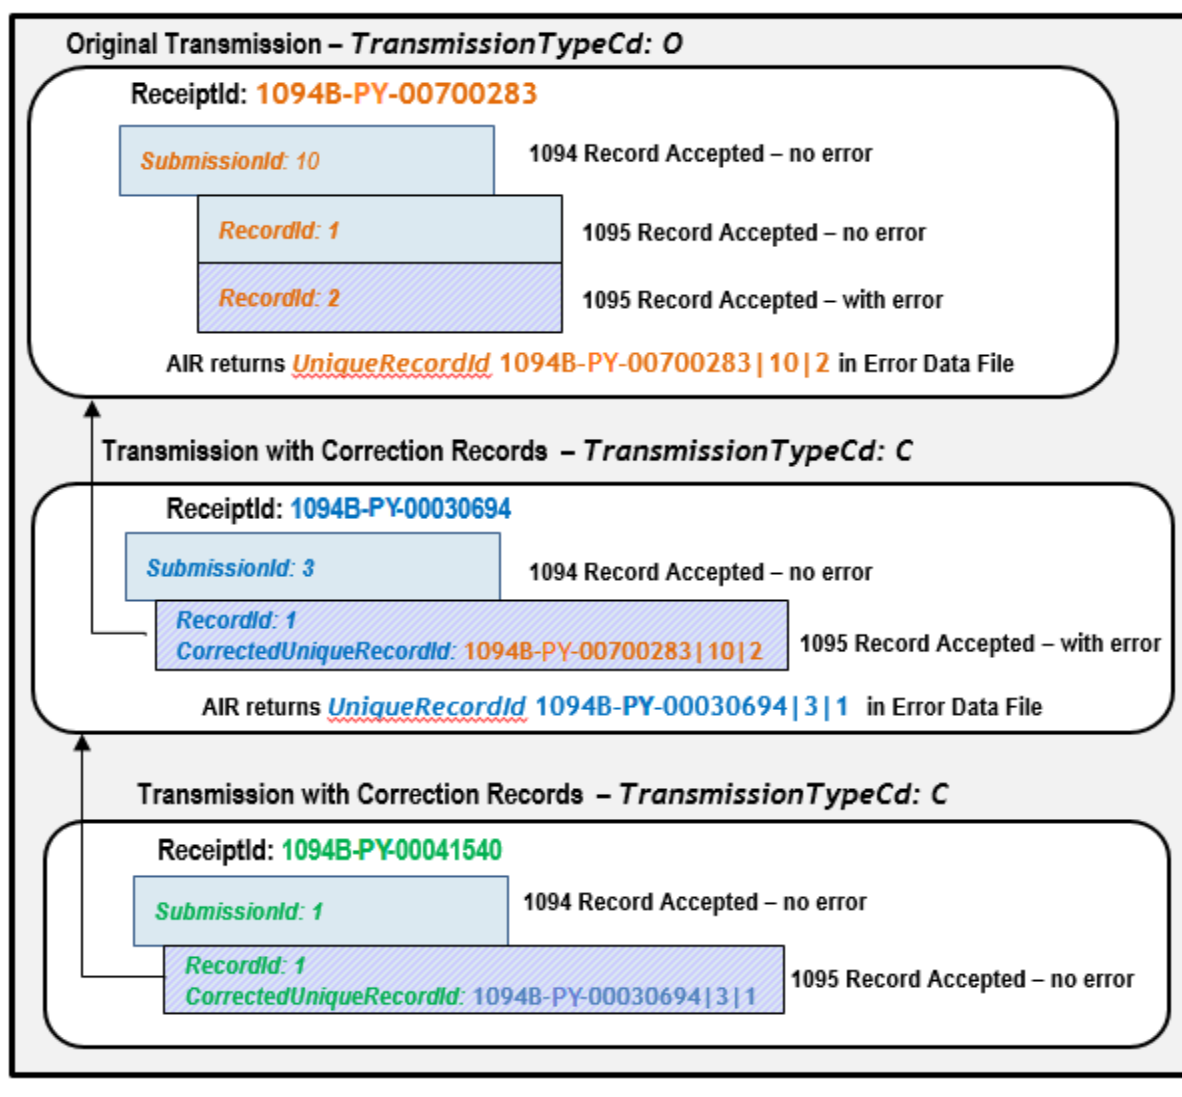 Original Transmission – TransmissionTypeCd: O
ReceiptId: 1094B-PY-00700283
SubmissionId: 10
1094 Record Accepted – no error
RecordId: 1
1095 Record Accepted – no error
RecordId: 2
1095 Record Accepted – with error
AIR returns UniqueRecordId 1094B-PY-00700283|10|2 in Error Data File
Transmission with Correction Records – TransmissionTypeCd: C
ReceiptId: 1094B-PY-00030694
SubmissionId: 3
1094 Record Accepted – no error
RecordId: 1
CorrectedUniqueRecordId: 1094B-PY-00700283|10|2
1095 Record Accepted – with error
AIR returns UniqueRecordId 1094B-PY-00030694|3|1 in Error Data File
Transmission with Correction Records – TransmissionTypeCd: C
ReceiptId: 1094B-PY-00041540
SubmissionId: 1
1094 Record Accepted – no error
RecordId: 1
CorrectedUniqueRecordId: 1094B-PY-00030694|3|1
1095 Record Accepted – no error